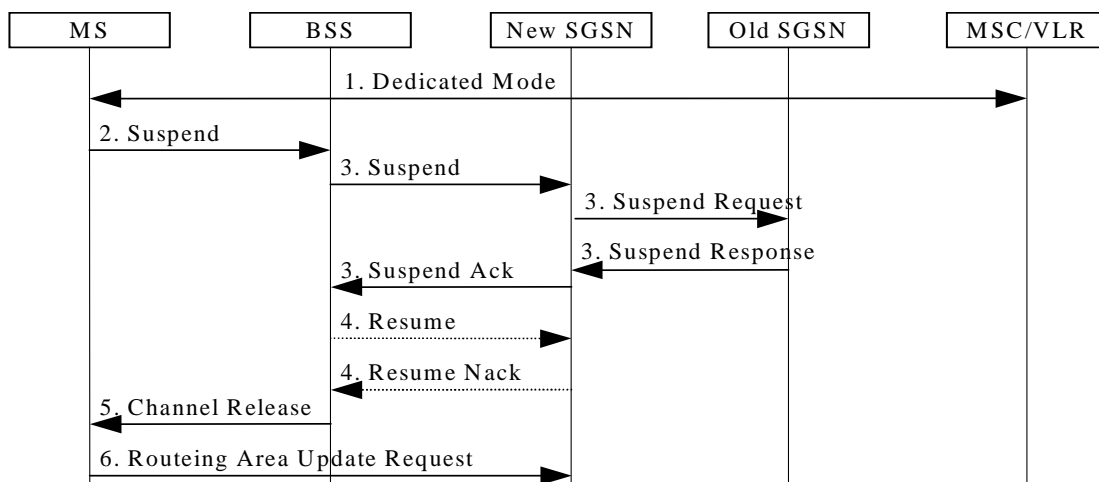 MS
BSS
New SGSN
Old SGSN
MSC/VLR
1. Dedicated Mode
2. Suspend
3. Suspend
3. Suspend Request
3. Suspend Response
3. Suspend Ack
4. Resume
4. Resume Nack
5. Channel Release
6. Routeing Area Update Request